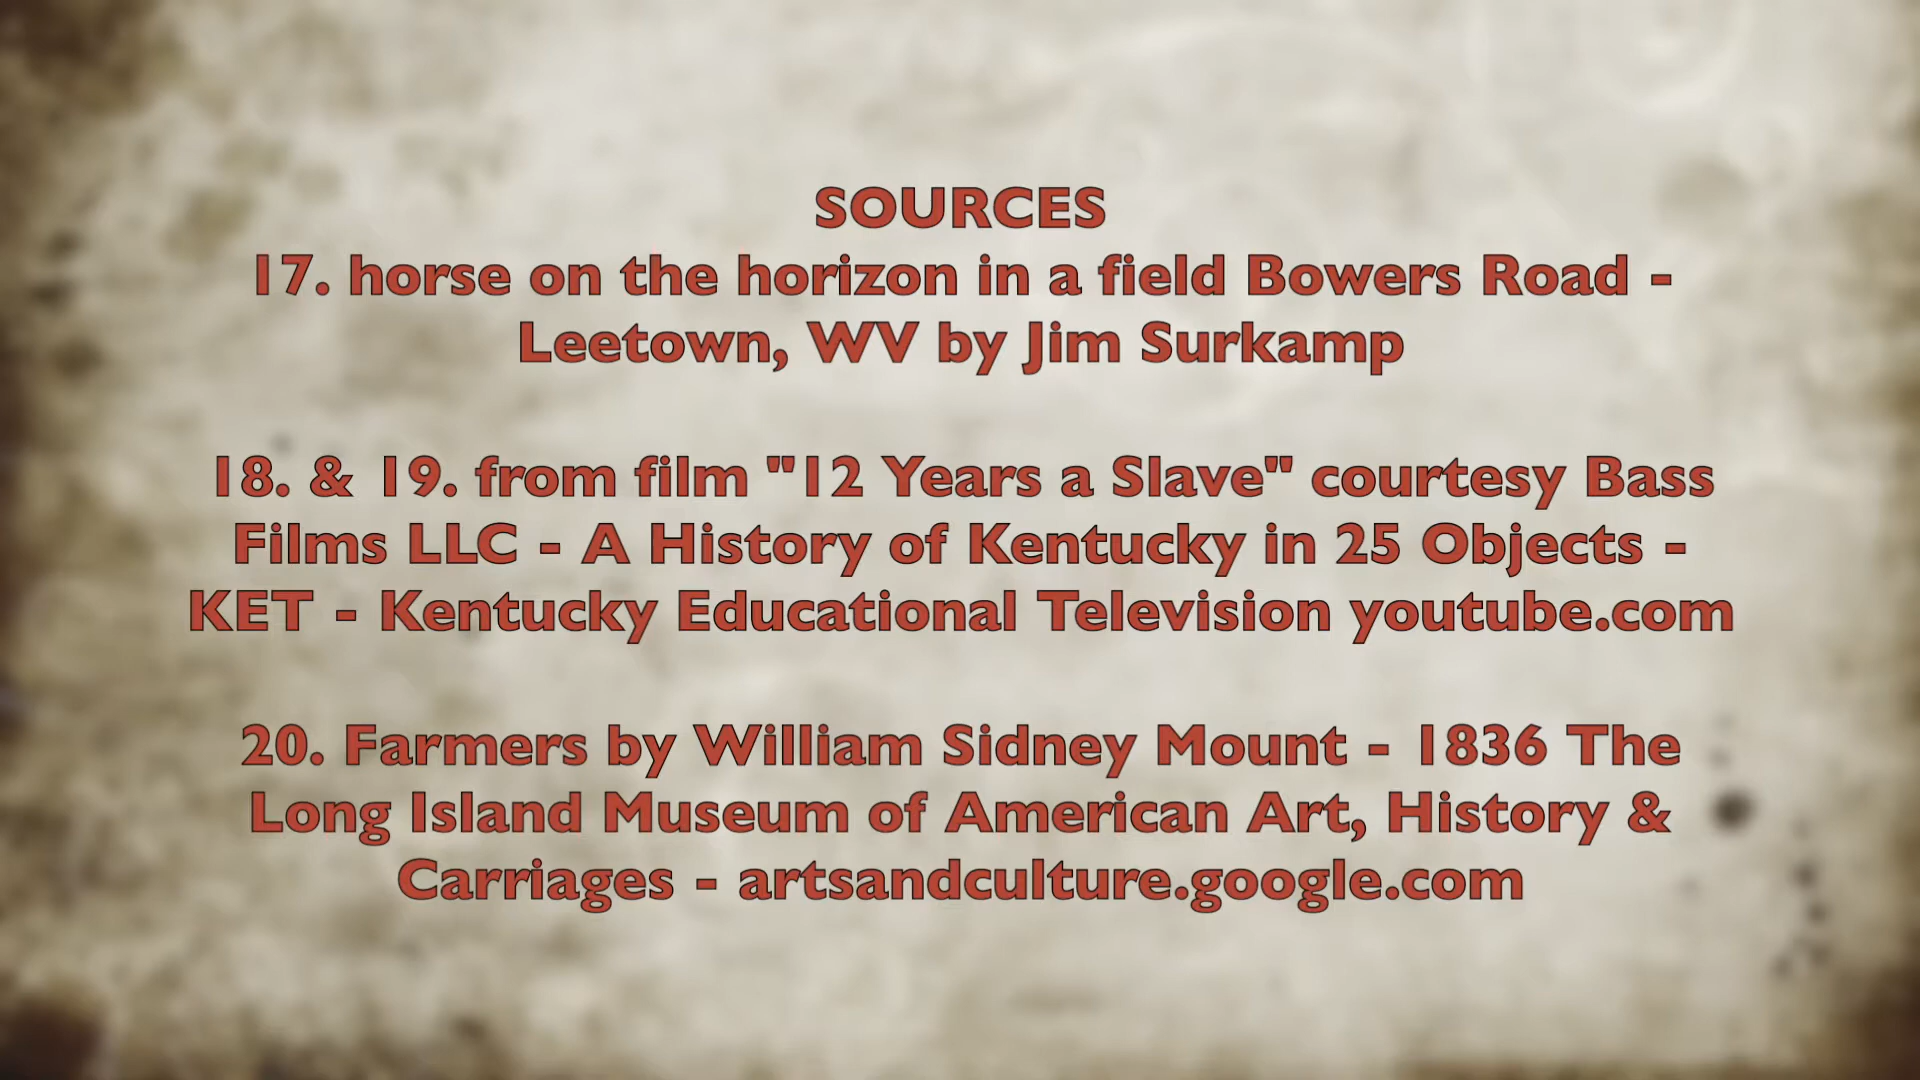 SOURCES
17. horse on the horizon in a field Bowers Road -
Leetown, WV by Jim Surkamp
18. & 19. from film "12 Years a Slave" courtesy Bass
Films LLC - A History of Kentucky in 25 Objects -
KET - Kentucky Educational Television youtube.com
20. Farmers by William Sidney Mount - 1836 The
Long Island Museum of American Art, History &
Carriages - artsandculture.google.com